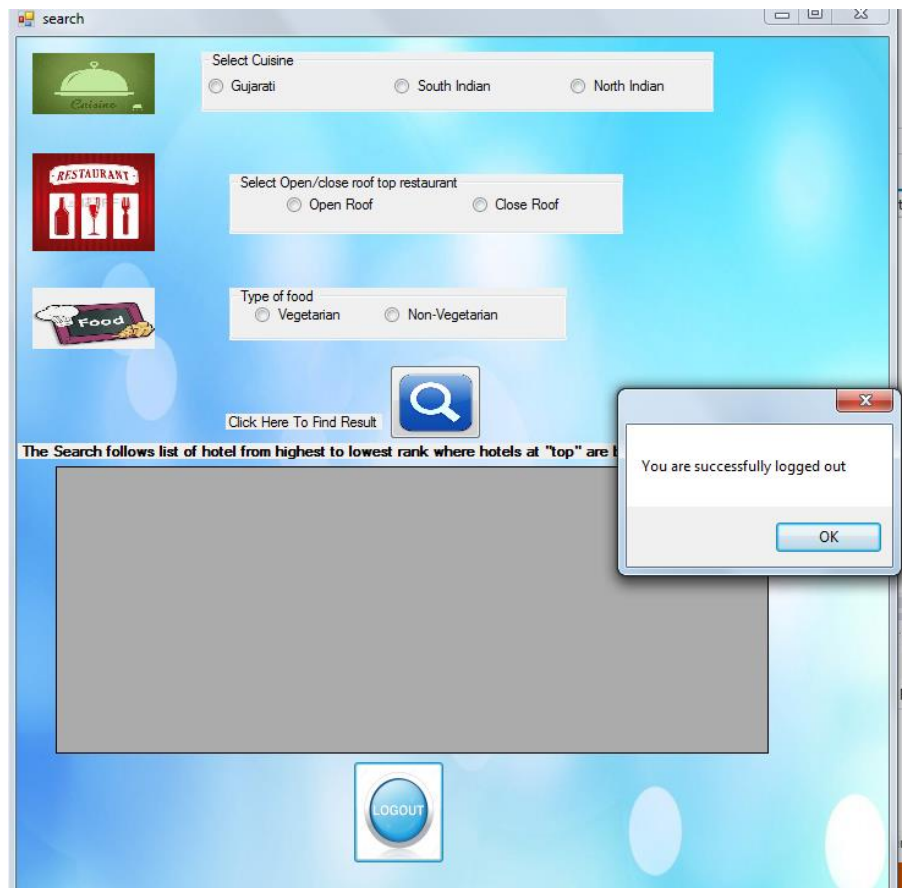 search
Select Cuisine
Gujarati South Indian North Indian
Cuisine
RESTAURANT
Select Open/close roof top restaurant
Open Roof Close Roof
Type of food
Vegetarian Non-Vegetarian
Food
Click Here To Find Result
The Search follows list of hotel from highest to lowest rank where hotels at "top" are
You are successfully logged out
OK
LOGOUT